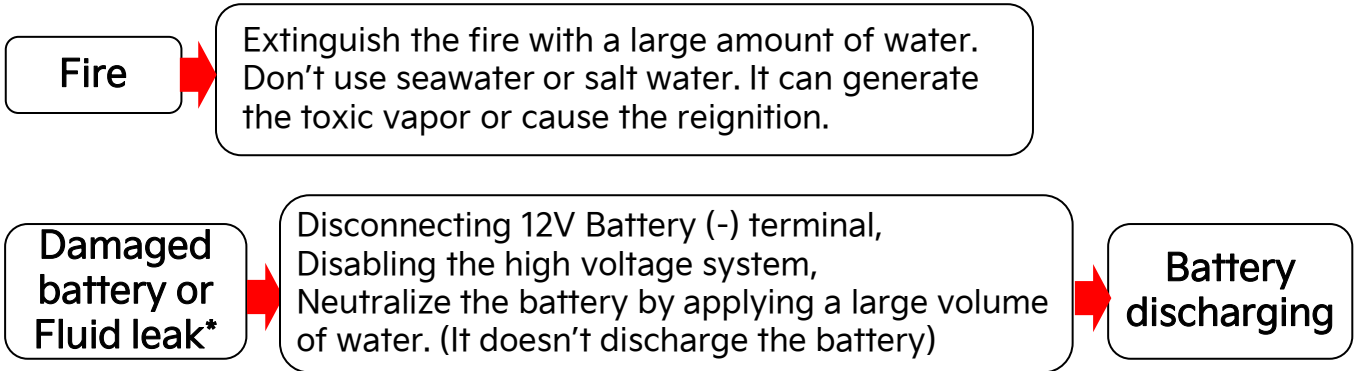 Fire
Extinguish the fire with a large amount of water.
Don’t use seawater or salt water. It can generate
the toxic vapor or cause the reignition.
Damaged
battery or
Fluid leak*
Disconnecting 12V Battery (-) terminal,
Disabling the high voltage system,
Neutralize the battery by applying a large volume
of water. (It doesn’t discharge the battery)
Battery
discharging